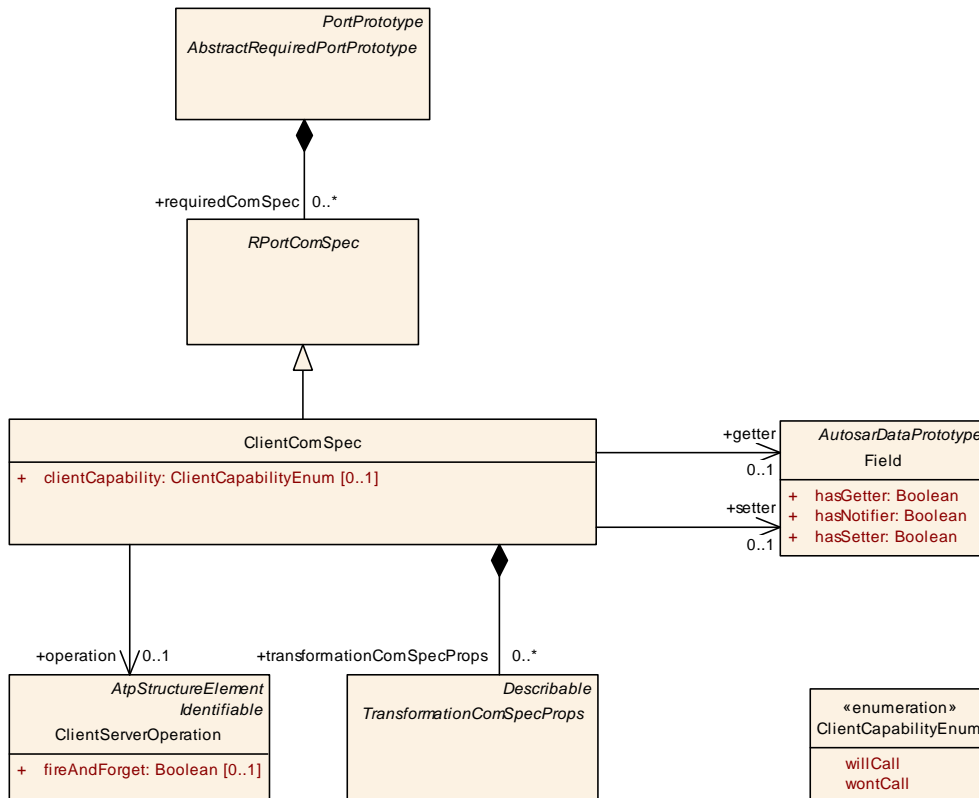 PortPrototype
AbstractRequiredPortPrototype
+requiredComSpec 0..*
RPortComSpec
ClientComSpec
+ clientCapability: ClientCapabilityEnum [0..1]
+getter
0..1
+setter
0..1
AutosarDataPrototype
Field
+ hasGetter: Boolean
+ hasNotifier: Boolean
+ hasSetter: Boolean
+operation 0..1
+transformationComSpecProps 0..*
AtpStructureElement
Identifiable
ClientServerOperation
+ fireAndForget: Boolean [0..1]
Describable
TransformationComSpecProps
«enumeration»
ClientCapabilityEnum
willCall
wontCall